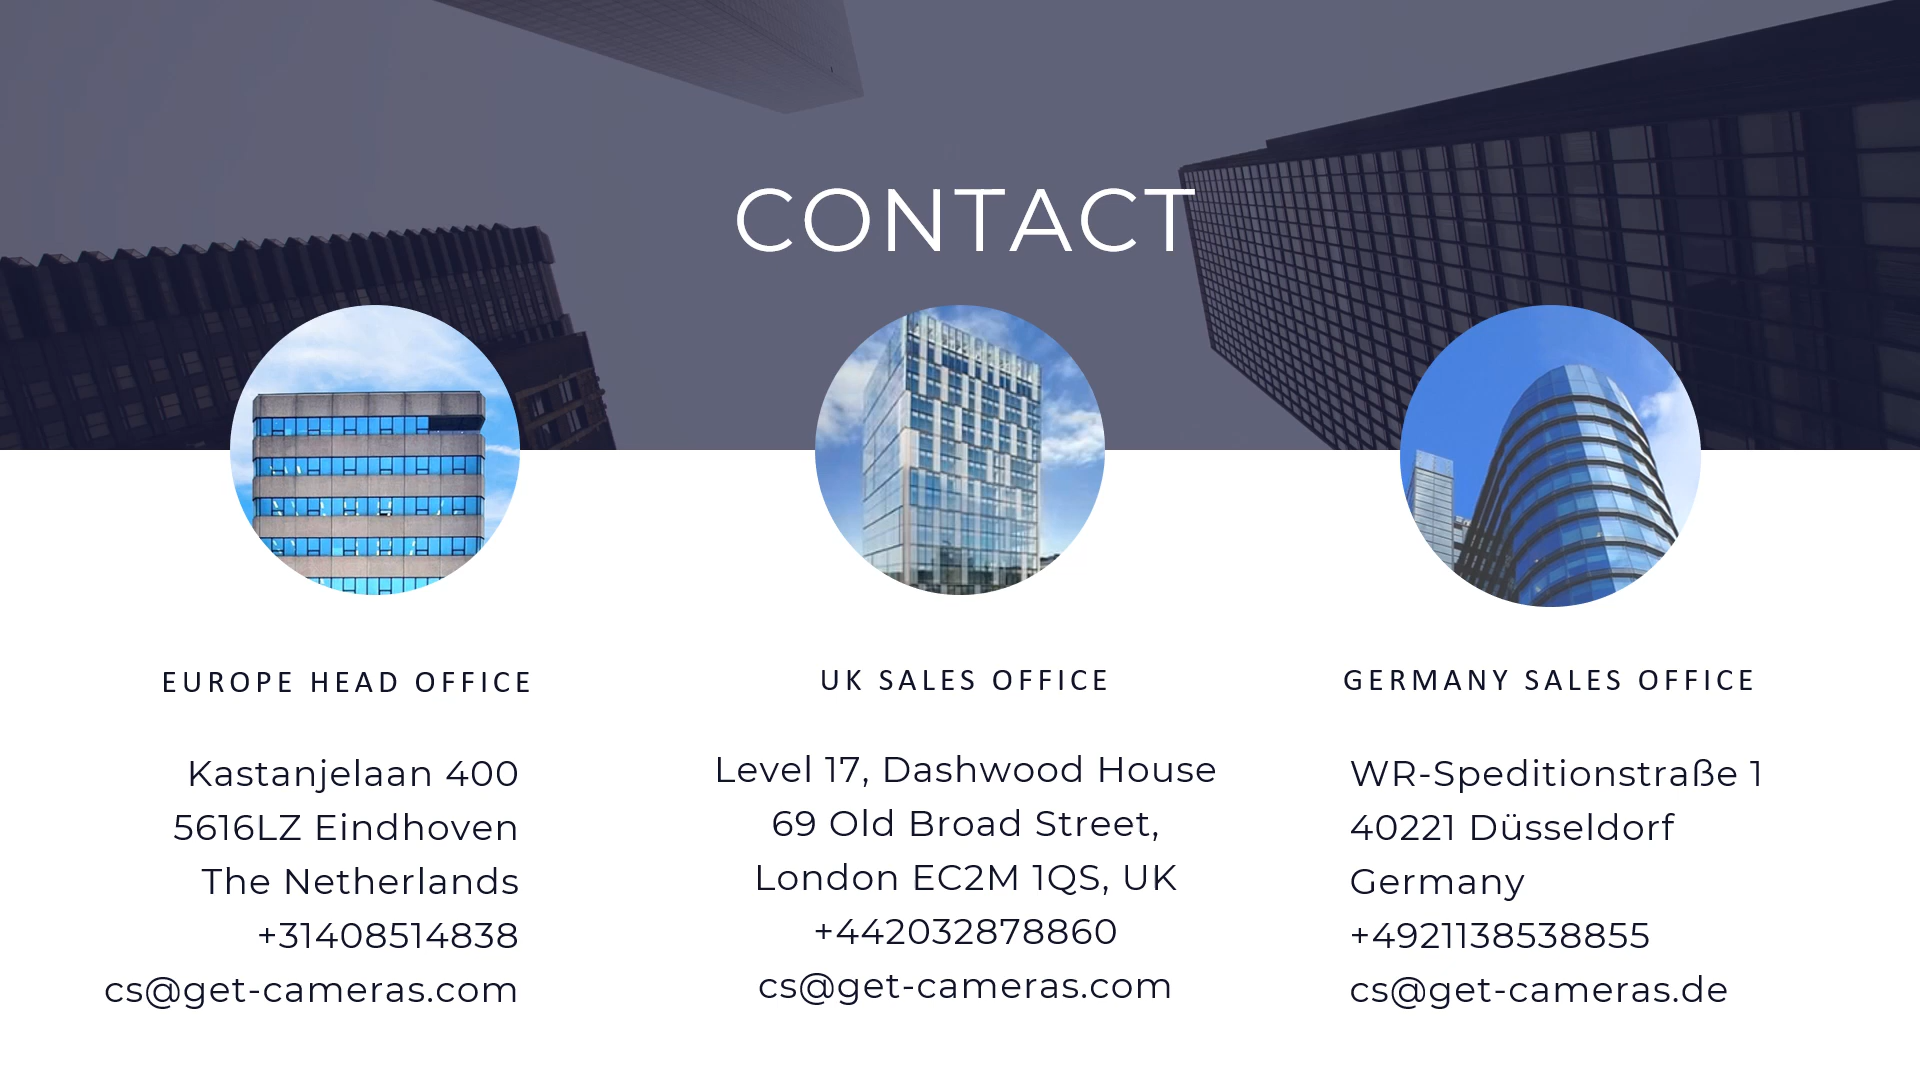 CONTACT
EUROPE HEAD OFFICE
Kastanjelaan 400
5616LZ Eindhoven
The Netherlands
+31408514838
cs@get-cameras.com
UK SALES OFFICE
Level 17, Dashwood House
69 Old Broad Street,
London EC2M 1QS, UK
+442032878860
cs@get-cameras.com
GERMANY SALES OFFICE
WR-Speditionstraße 1
40221 Düsseldorf
Germany
+4921138538855
cs@get-cameras.de